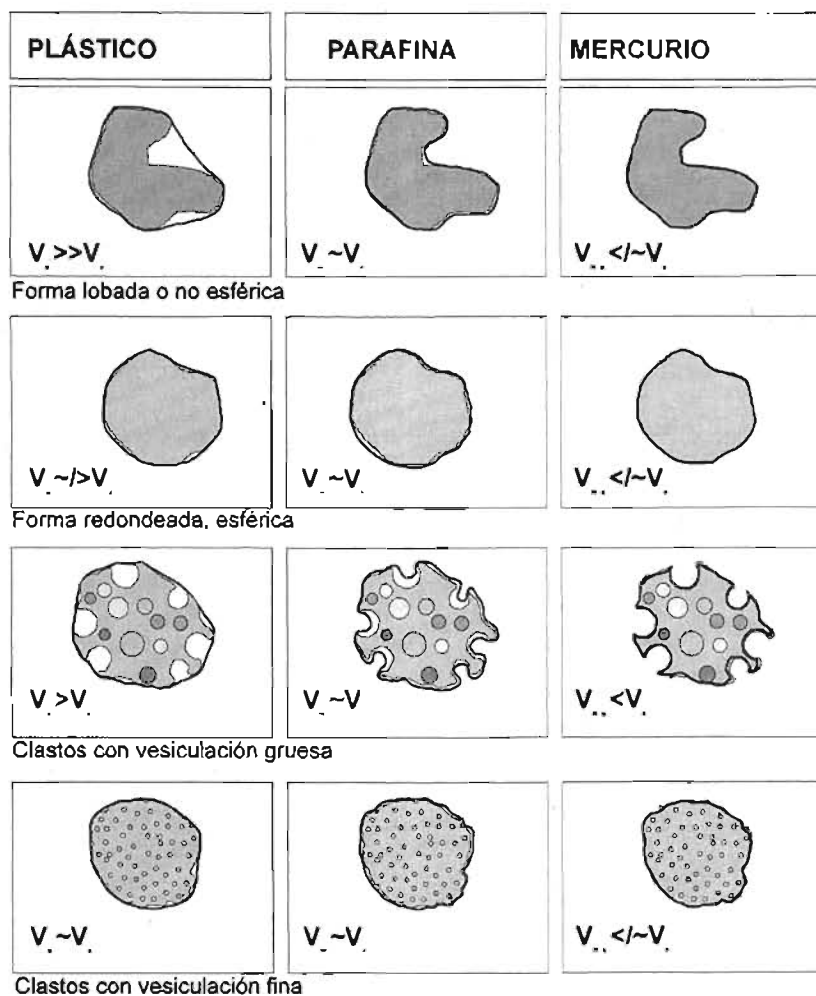 PLÁSTICO PARAFINA MERCURIO
V >>V V ~V V </~V
Forma lobada o no esférica
V ~/>V V ~V V </~V
Forma redondeada, esférica
V >V V ~V V <V
Clastos con vesiculación gruesa
V ~V V ~V V </~V
Clastos con vesiculación fina